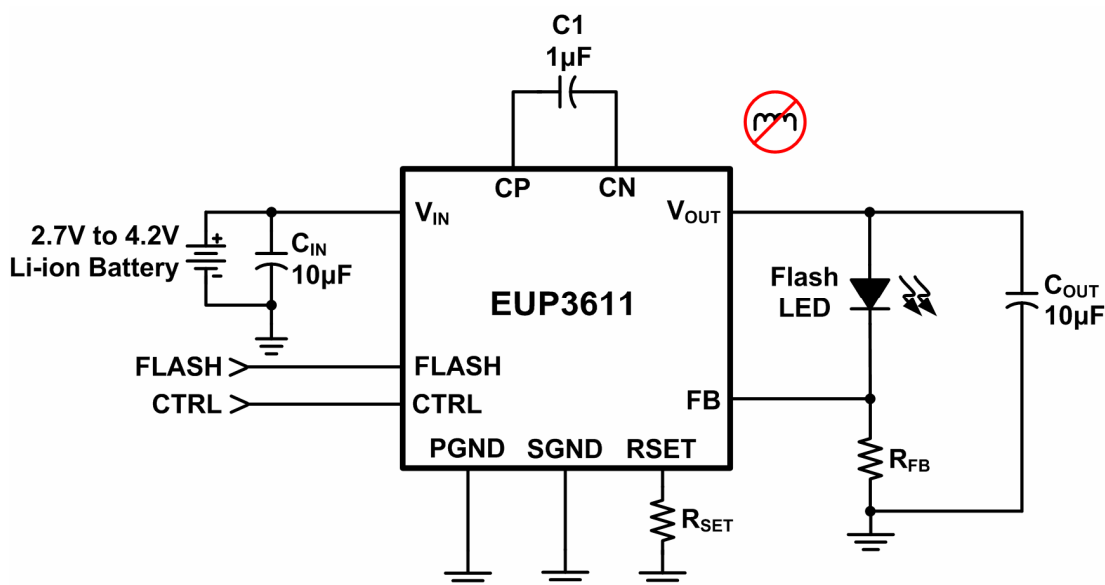 C1
1µF
CP
CN
VIN
VOUT
2.7V to 4.2V
Li-ion Battery
+
-
CIN
10µF
EUP3611
Flash
LED
COUT
10µF
FLASH
FLASH
CTRL
CTRL
FB
PGND
SGND
RSET
RFB
RSET